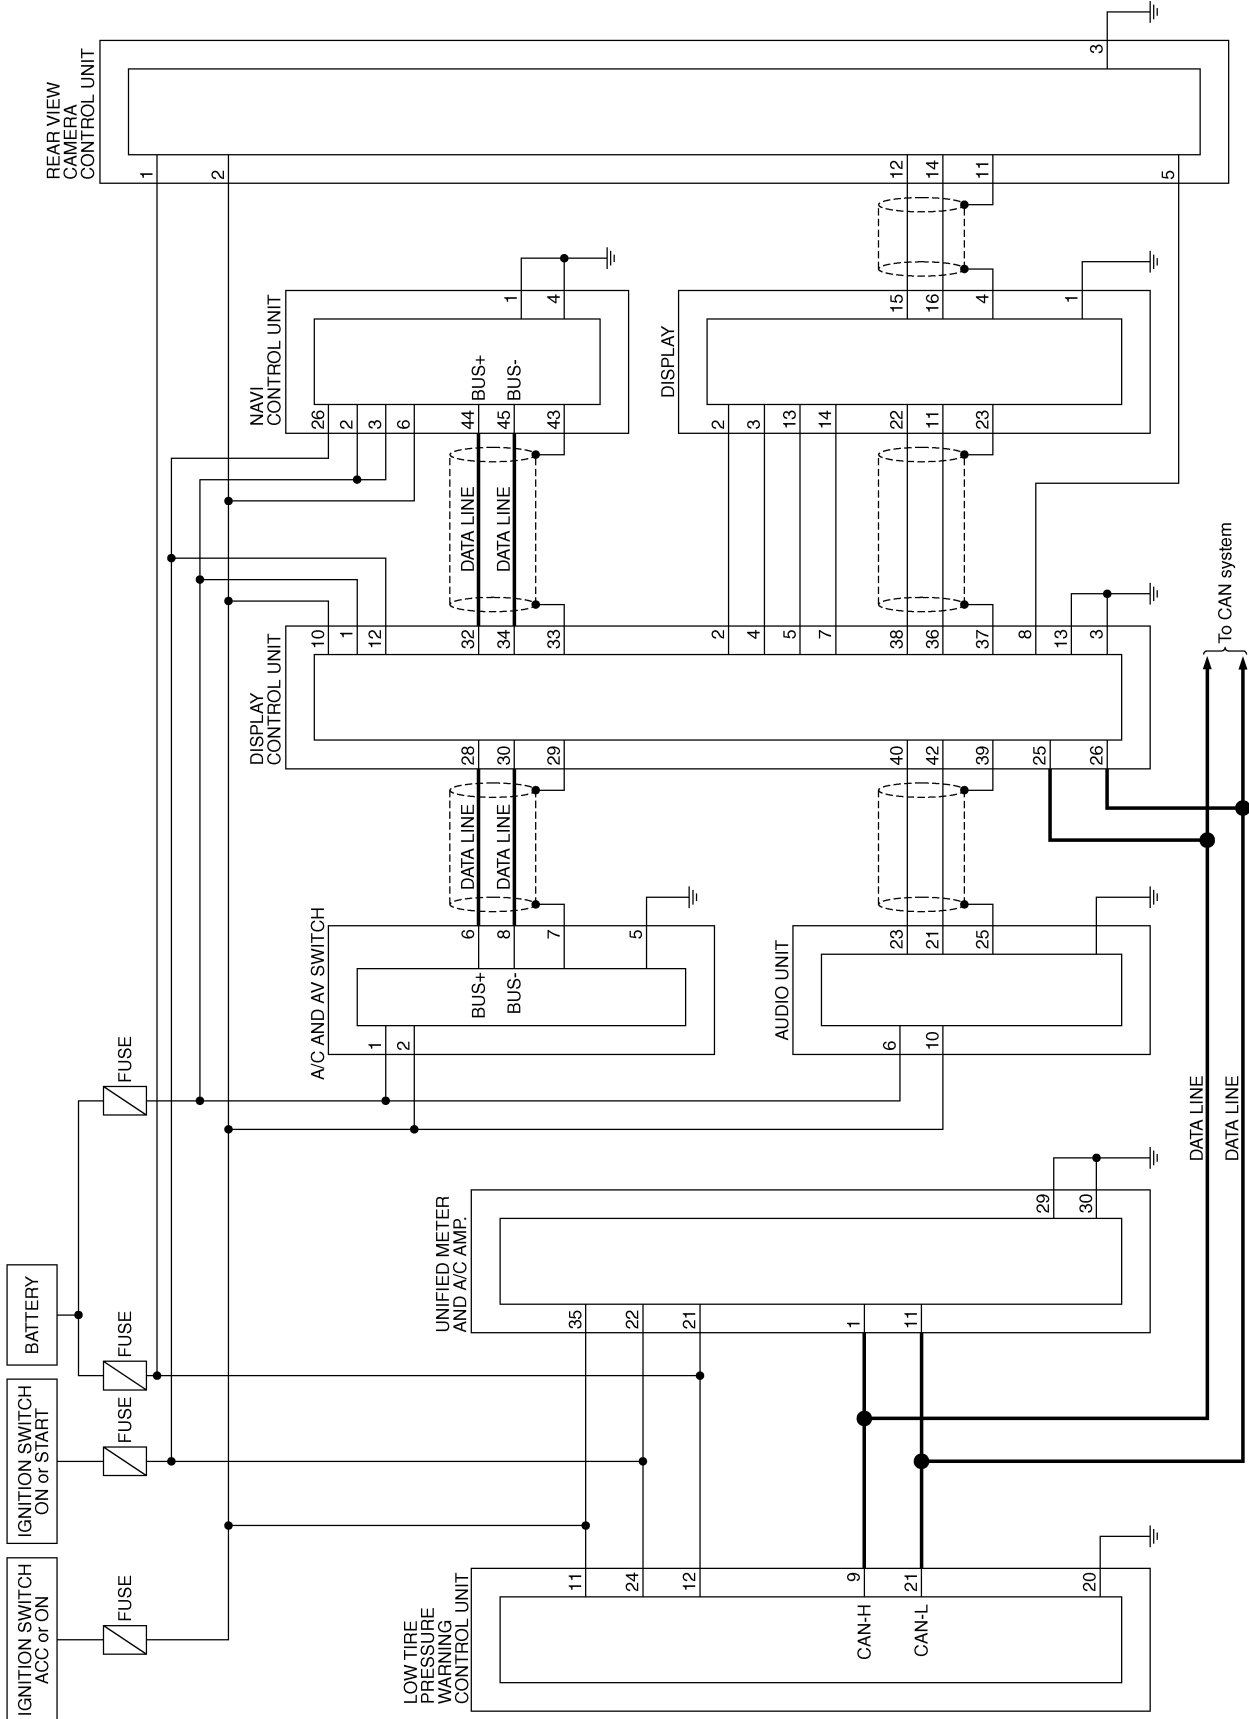 IGNITION SWITCH
ACC or ON
IGNITION SWITCH
ON or START
BATTERY
FUSE
FUSE
FUSE
FUSE
LOW TIRE
PRESSURE
WARNING
CONTROL UNIT
11
24
12
CAN-H
9
CAN-L
21
20
UNIFIED METER
AND A/C AMP.
35
22
21
1
11
29
30
A/C AND AV SWITCH
1
2
BUS+
6
BUS-
8
7
5
DATA LINE
DATA LINE
AUDIO UNIT
6
10
23
21
25
DISPLAY
CONTROL UNIT
28
30
29
40
42
39
25
26
10
1
12
32
34
33
2
4
5
7
38
36
37
8
13
3
DATA LINE
DATA LINE
NAVI
CONTROL UNIT
26
2
3
6
44
BUS+
45
BUS-
43
1
4
DISPLAY
2
3
13
14
22
11
23
15
16
4
1
REAR VIEW
CAMERA
CONTROL UNIT
1
2
12
14
11
5
3
DATA LINE
DATA LINE
To CAN system